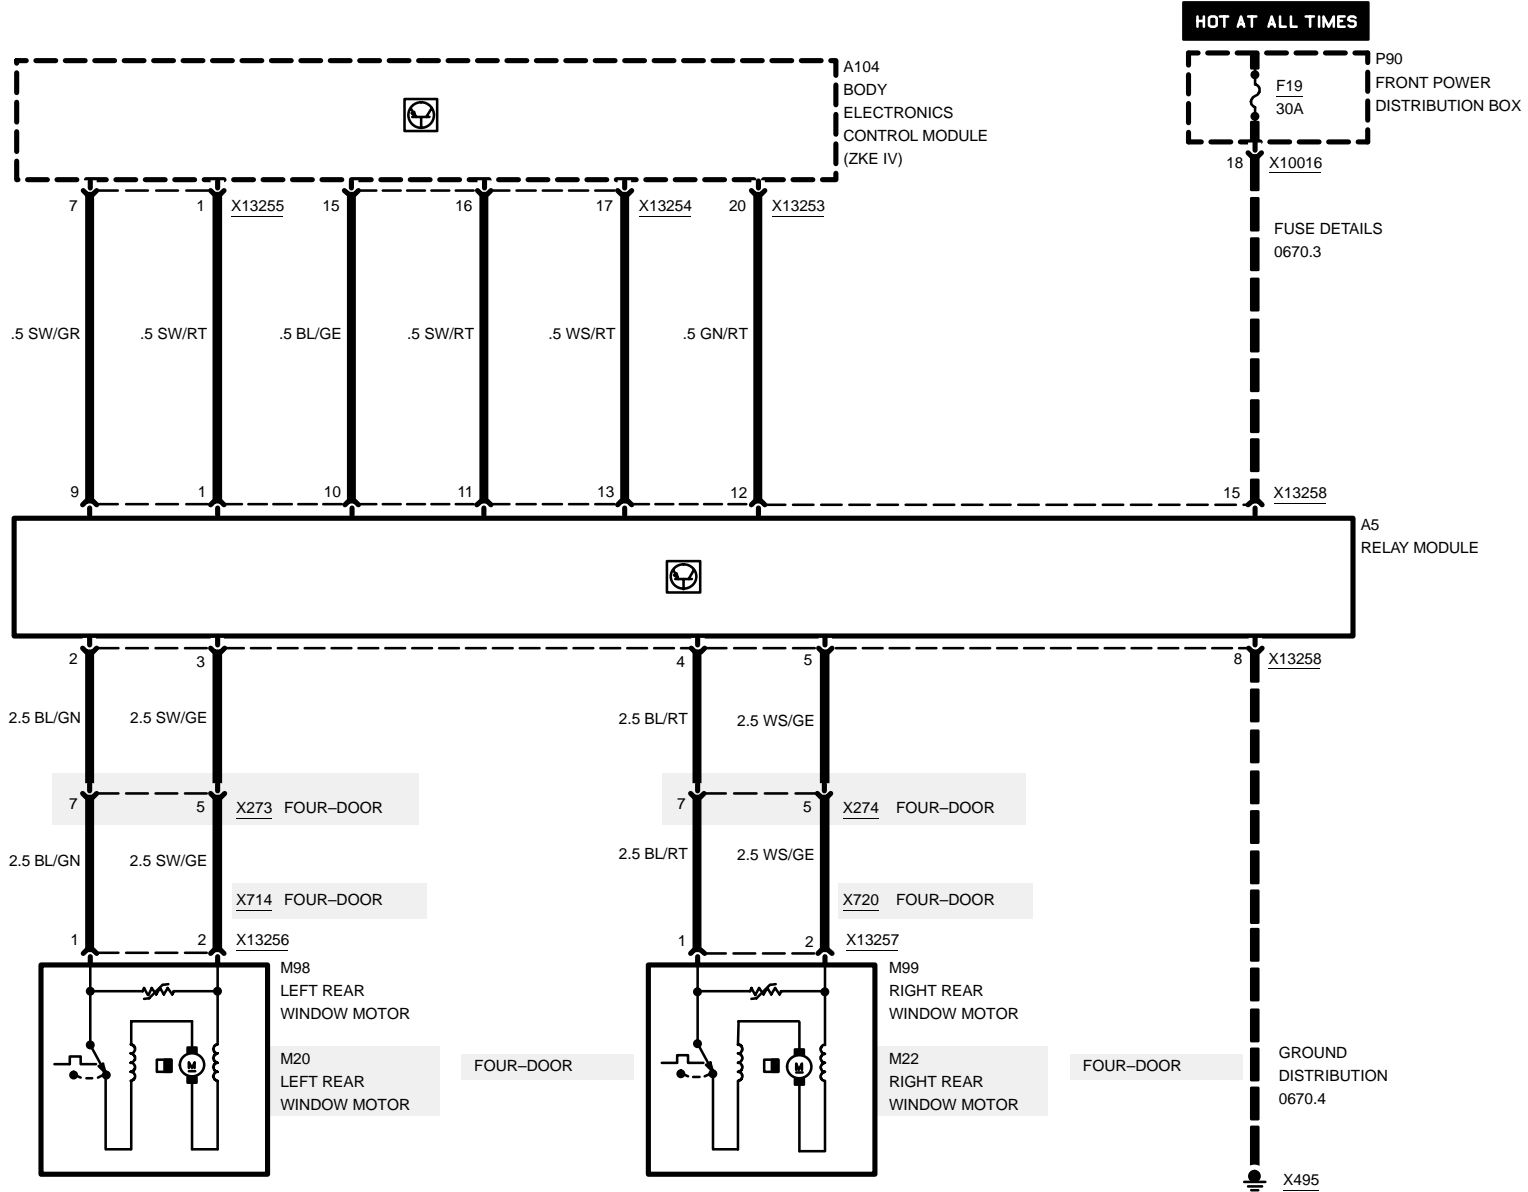 HOT AT ALL TIMES
P90
FRONT POWER
DISTRIBUTION BOX
F19
30A
18 X10016
FUSE DETAILS
0670.3
A104
BODY
ELECTRONICS
CONTROL MODULE
(ZKE IV)
7 1 X13255 15 16 17 X13254 20 X13253
.5 SW/GR .5 SW/RT .5 BL/GE .5 SW/RT .5 WS/RT .5 GN/RT
9 1 10 11 13 12 15 X13258
A5
RELAY MODULE
2 3 4 5 8 X13258
2.5 BL/GN 2.5 SW/GE 2.5 BL/RT 2.5 WS/GE
7 5 X273 FOUR–DOOR 7 5 X274 FOUR–DOOR
2.5 BL/GN 2.5 SW/GE 2.5 BL/RT 2.5 WS/GE
X714 FOUR–DOOR X720 FOUR–DOOR
1 2 X13256 1 2 X13257
M98
LEFT REAR
WINDOW MOTOR
M20
LEFT REAR
WINDOW MOTOR
FOUR–DOOR
M
M99
RIGHT REAR
WINDOW MOTOR
M22
RIGHT REAR
WINDOW MOTOR
FOUR–DOOR
M
GROUND
DISTRIBUTION
0670.4
X495